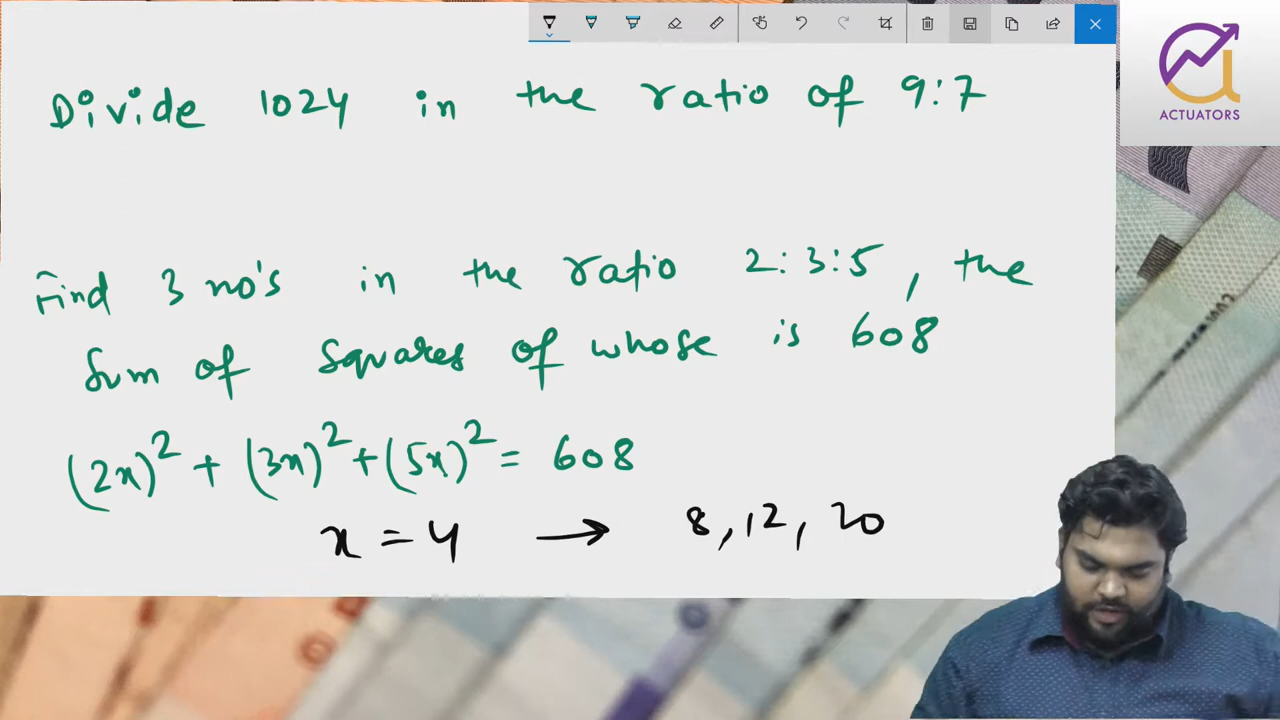 ACTUATORS
Divide 1024 in the ratio of 9:7
Find 3 no's in the ratio 2:3:5, the
sum of squares of whose is 608
(2x)² + (3x)² + (5x)² = 608
x = 4 → 8, 12, 20